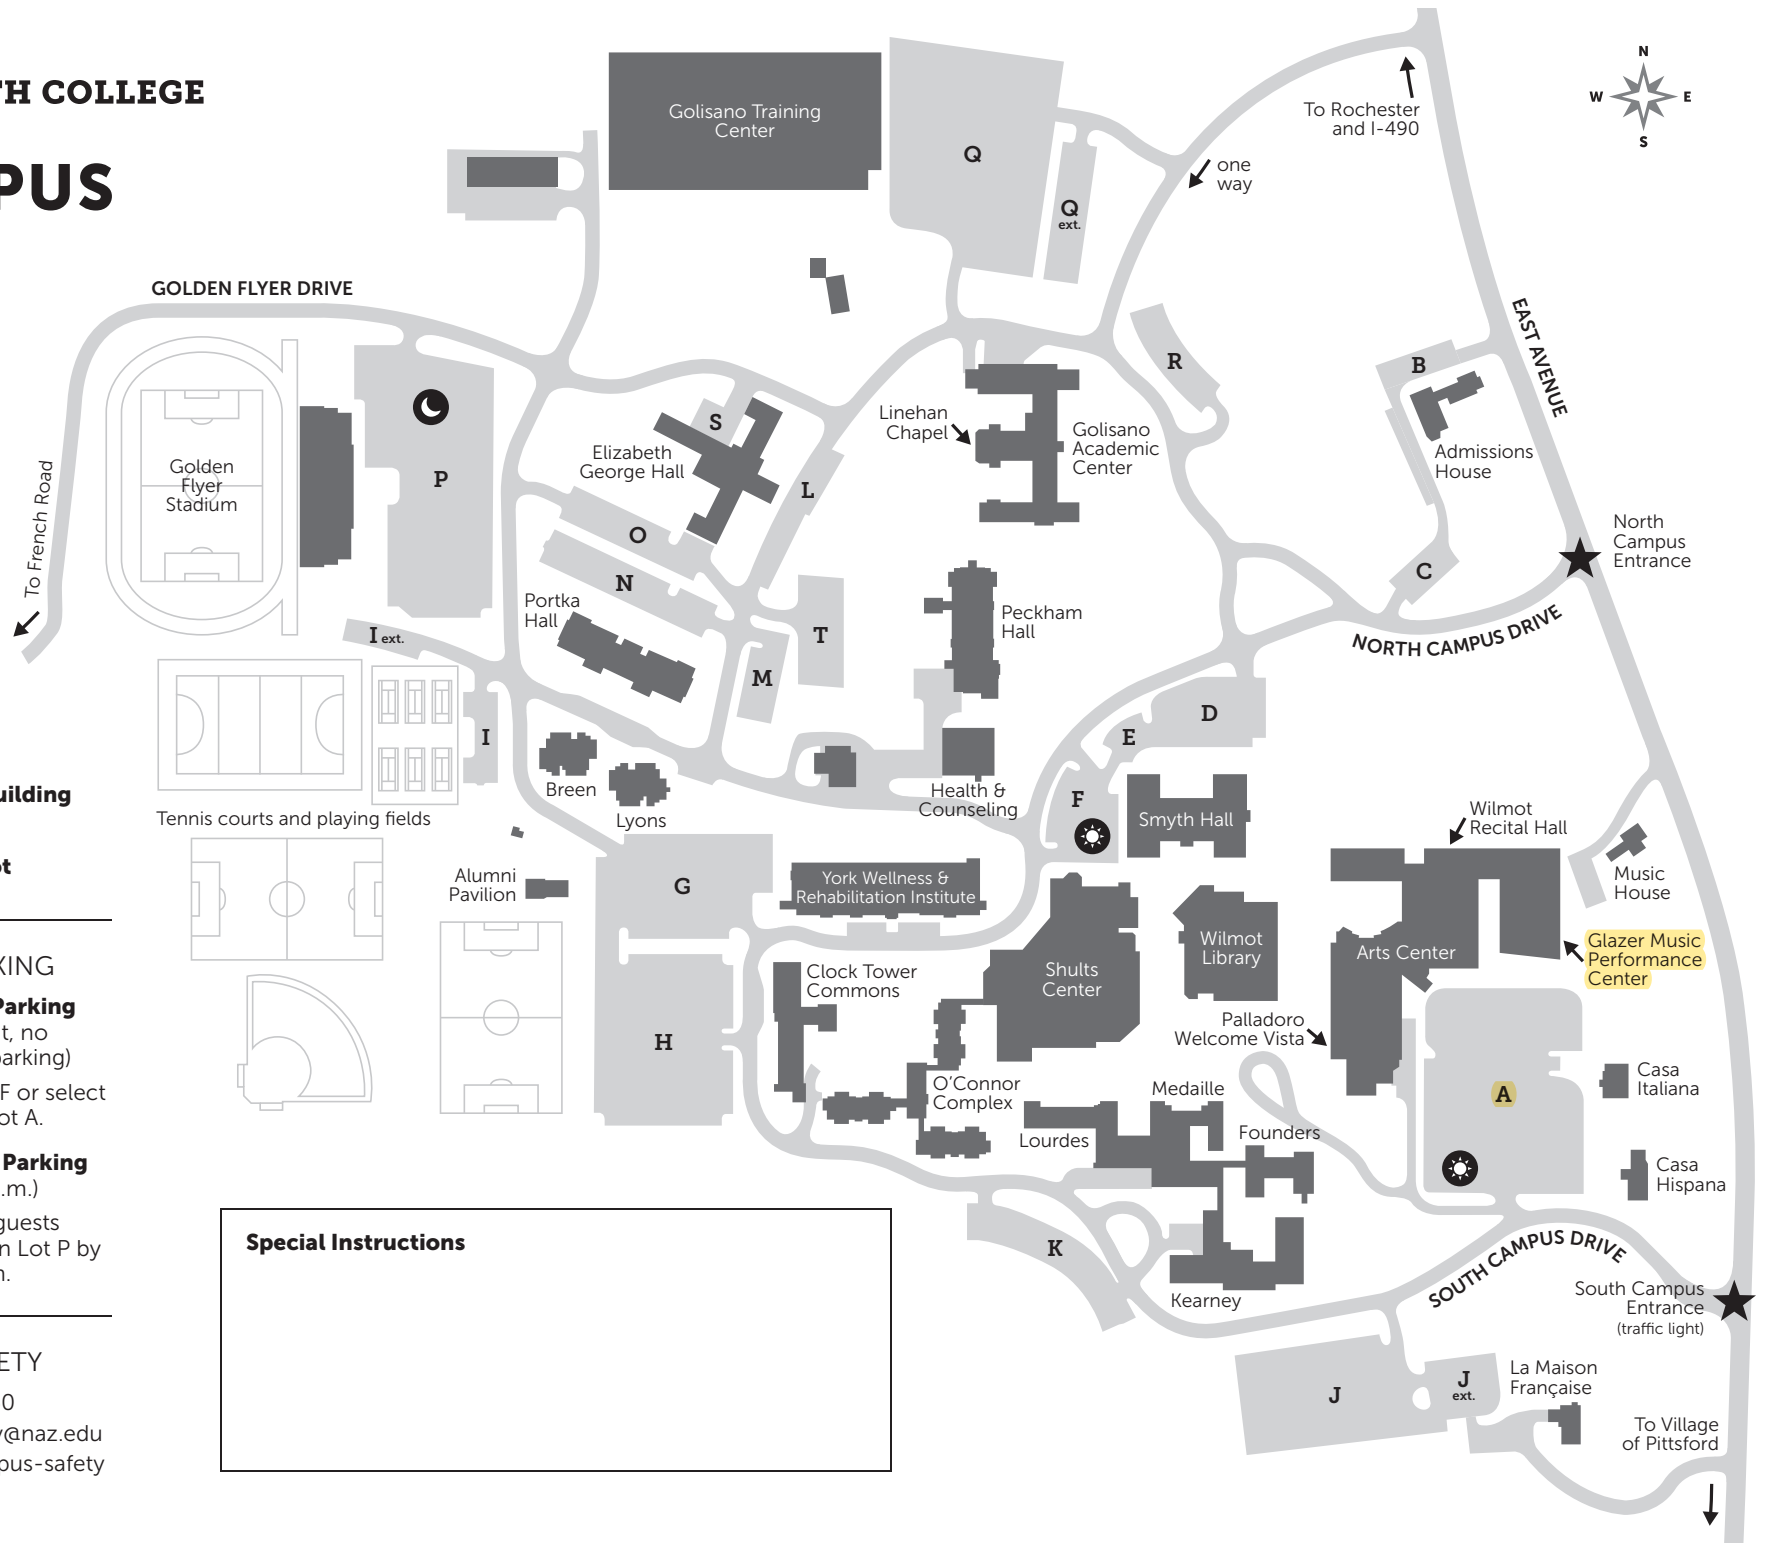 TH COLLEGE
PUS
uilding
ot
KING
Parking
t, no
parking)
F or select
ot A.
Parking
.m.)
guests
n Lot P by
n.
ETY
0
y@naz.edu
pus-safety
N
W E
S
To Rochester
and I-490
one
way
Golisano Training
Center
Q
Q
ext.
GOLDEN FLYER DRIVE
EAST AVENUE
R
B
Admissions
House
Linehan
Chapel
Golisano
Academic
Center
S
Elizabeth
George Hall
L
Golden
Flyer
Stadium
P
To French Road
O
N
North
Campus
Entrance
C
NORTH CAMPUS DRIVE
Portka
Hall
T
M
Peckham
Hall
I ext.
I
D
E
F
Breen
Lyons
Health &
Counseling
Smyth Hall
Wilmot
Recital Hall
Music
House
Tennis courts and playing fields
Alumni
Pavilion
G
York Wellness &
Rehabilitation Institute
Wilmot
Library
Arts Center
Glazer Music
Performance
Center
Clock Tower
Commons
Shults
Center
Palladoro
Welcome Vista
H
O'Connor
Complex
Medaille
Lourdes
Founders
A
Casa
Italiana
Casa
Hispana
K
Kearney
SOUTH CAMPUS DRIVE
South Campus
Entrance
(traffic light)
J
J
ext.
La Maison
Française
To Village
of Pittsford
Special Instructions